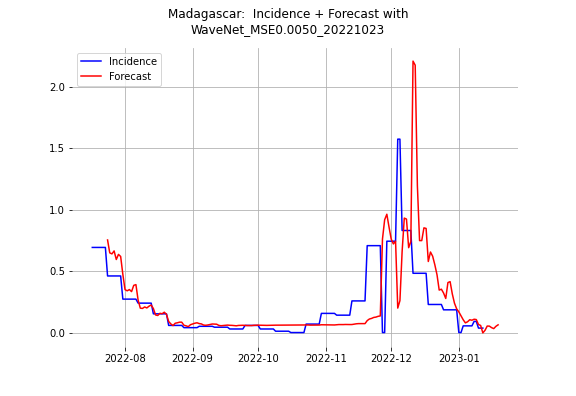 Madagascar:  Incidence + Forecast with
WaveNet_MSE0.0050_20221023
Incidence
Forecast
2.0
1.5
1.0
0.5
0.0
2022-08 2022-09 2022-10 2022-11 2022-12 2023-01